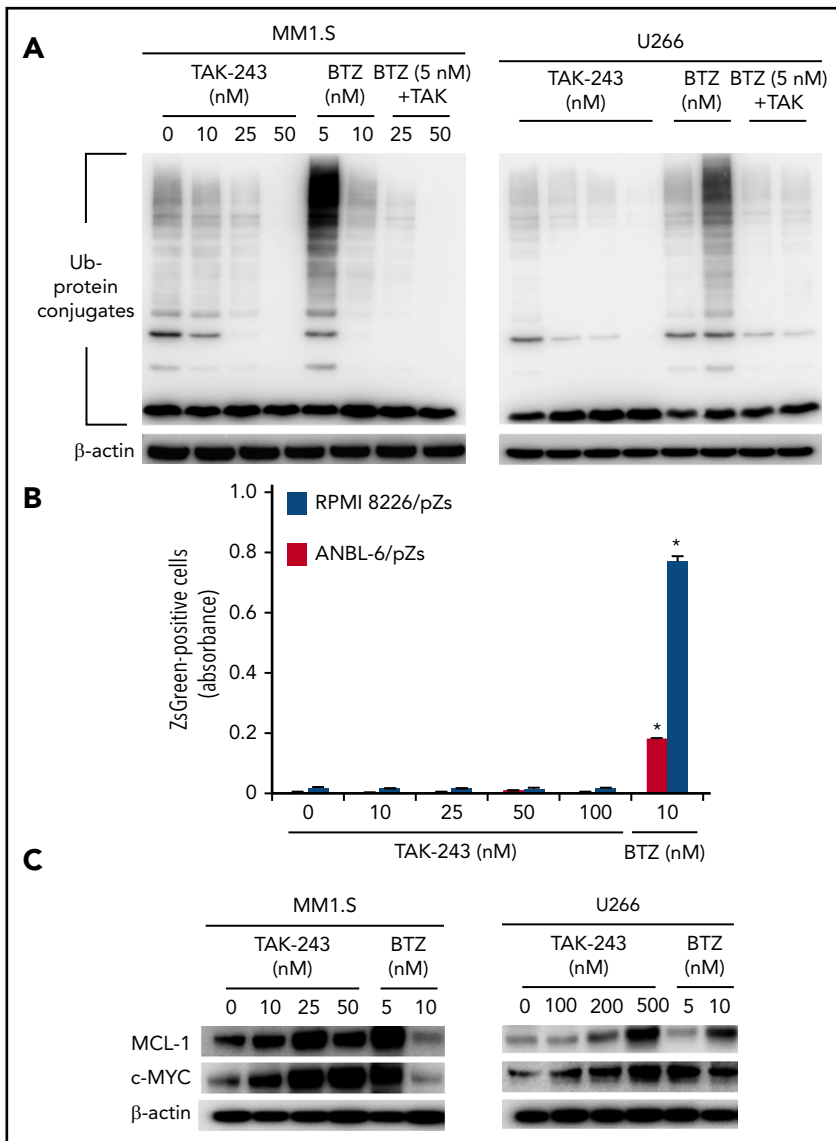 A
MM1.S
U266
TAK-243
(nM)
BTZ
(nM)
BTZ (5 nM)
+TAK
TAK-243
(nM)
BTZ
(nM)
BTZ (5 nM)
+TAK
0 10 25 50 5 10 25 50
Ub-
protein
conjugates
β-actin
B
1.0
0.8
0.6
0.4
0.2
0
ZsGreen-positive cells
(absorbance)
RPMI 8226/pZs
ANBL-6/pZs
*
*
0 10 25 50 100 10
TAK-243 (nM) BTZ (nM)
C
MM1.S
U266
TAK-243
(nM)
BTZ
(nM)
TAK-243
(nM)
BTZ
(nM)
0 10 25 50 5 10
0 100 200 500 5 10
MCL-1
c-MYC
β-actin